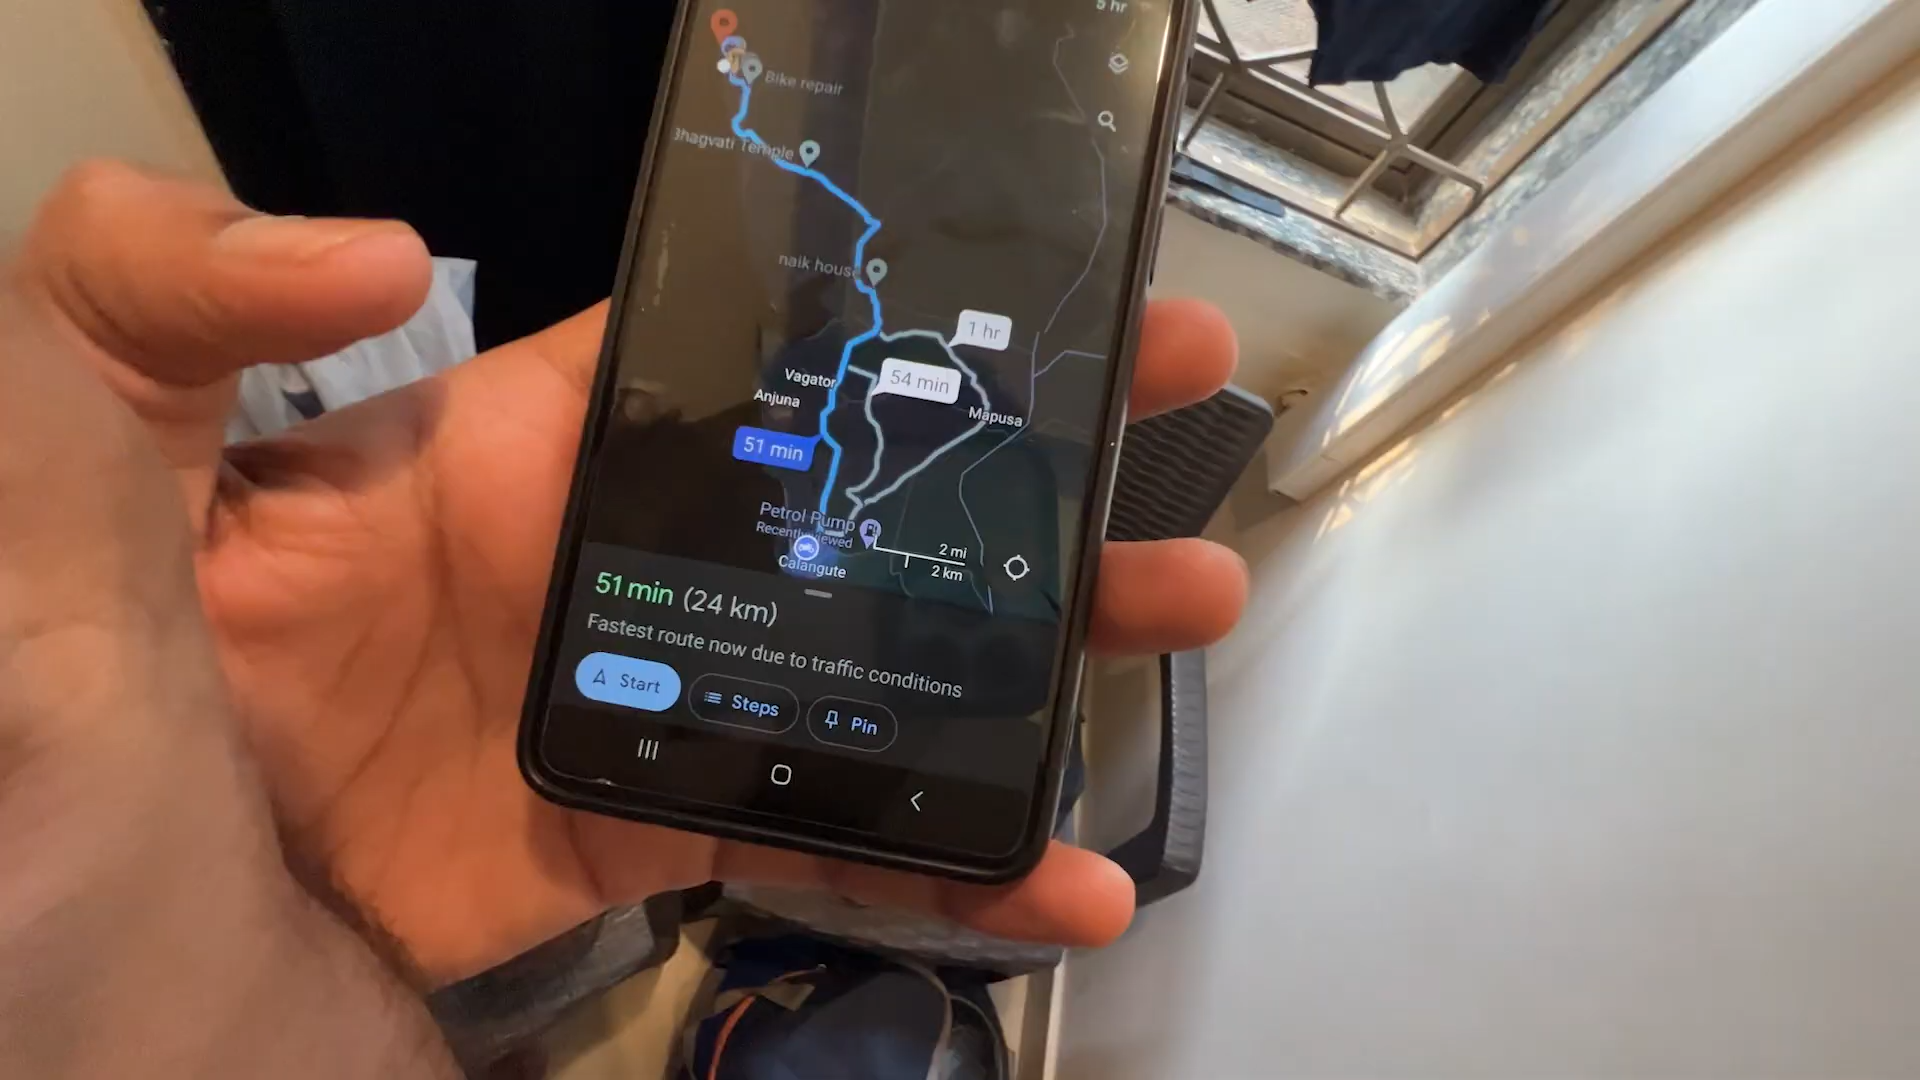 5 hr
Bike repair
Bhagvati Temple
naik house
1 hr
54 min
Vagator
Anjuna
Mapusa
51 min
Petrol Pump
Recently viewed
Calangute
2 mi
2 km
51 min (24 km)
Fastest route now due to traffic conditions
Start
Steps
Pin